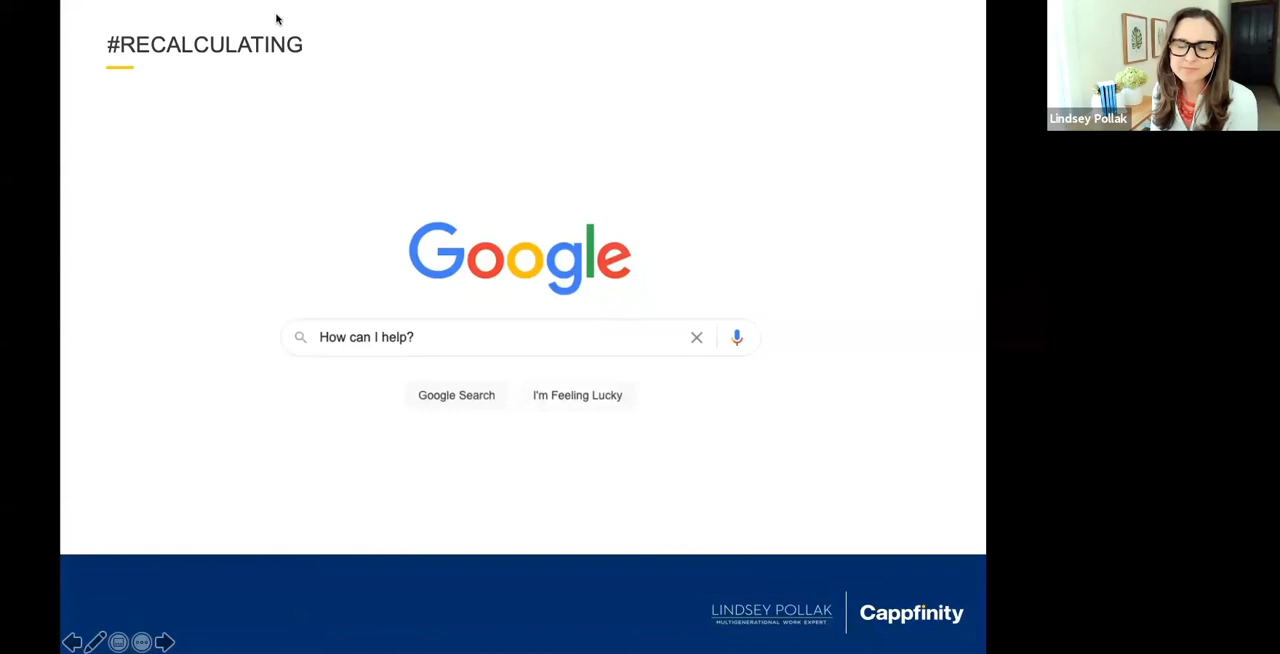 #RECALCULATING
Lindsey Pollak
Google
How can I help?
Google Search
I'm Feeling Lucky
LINDSEY POLLAK
MULTIGENERATIONAL WORK EXPERT
Cappfinity